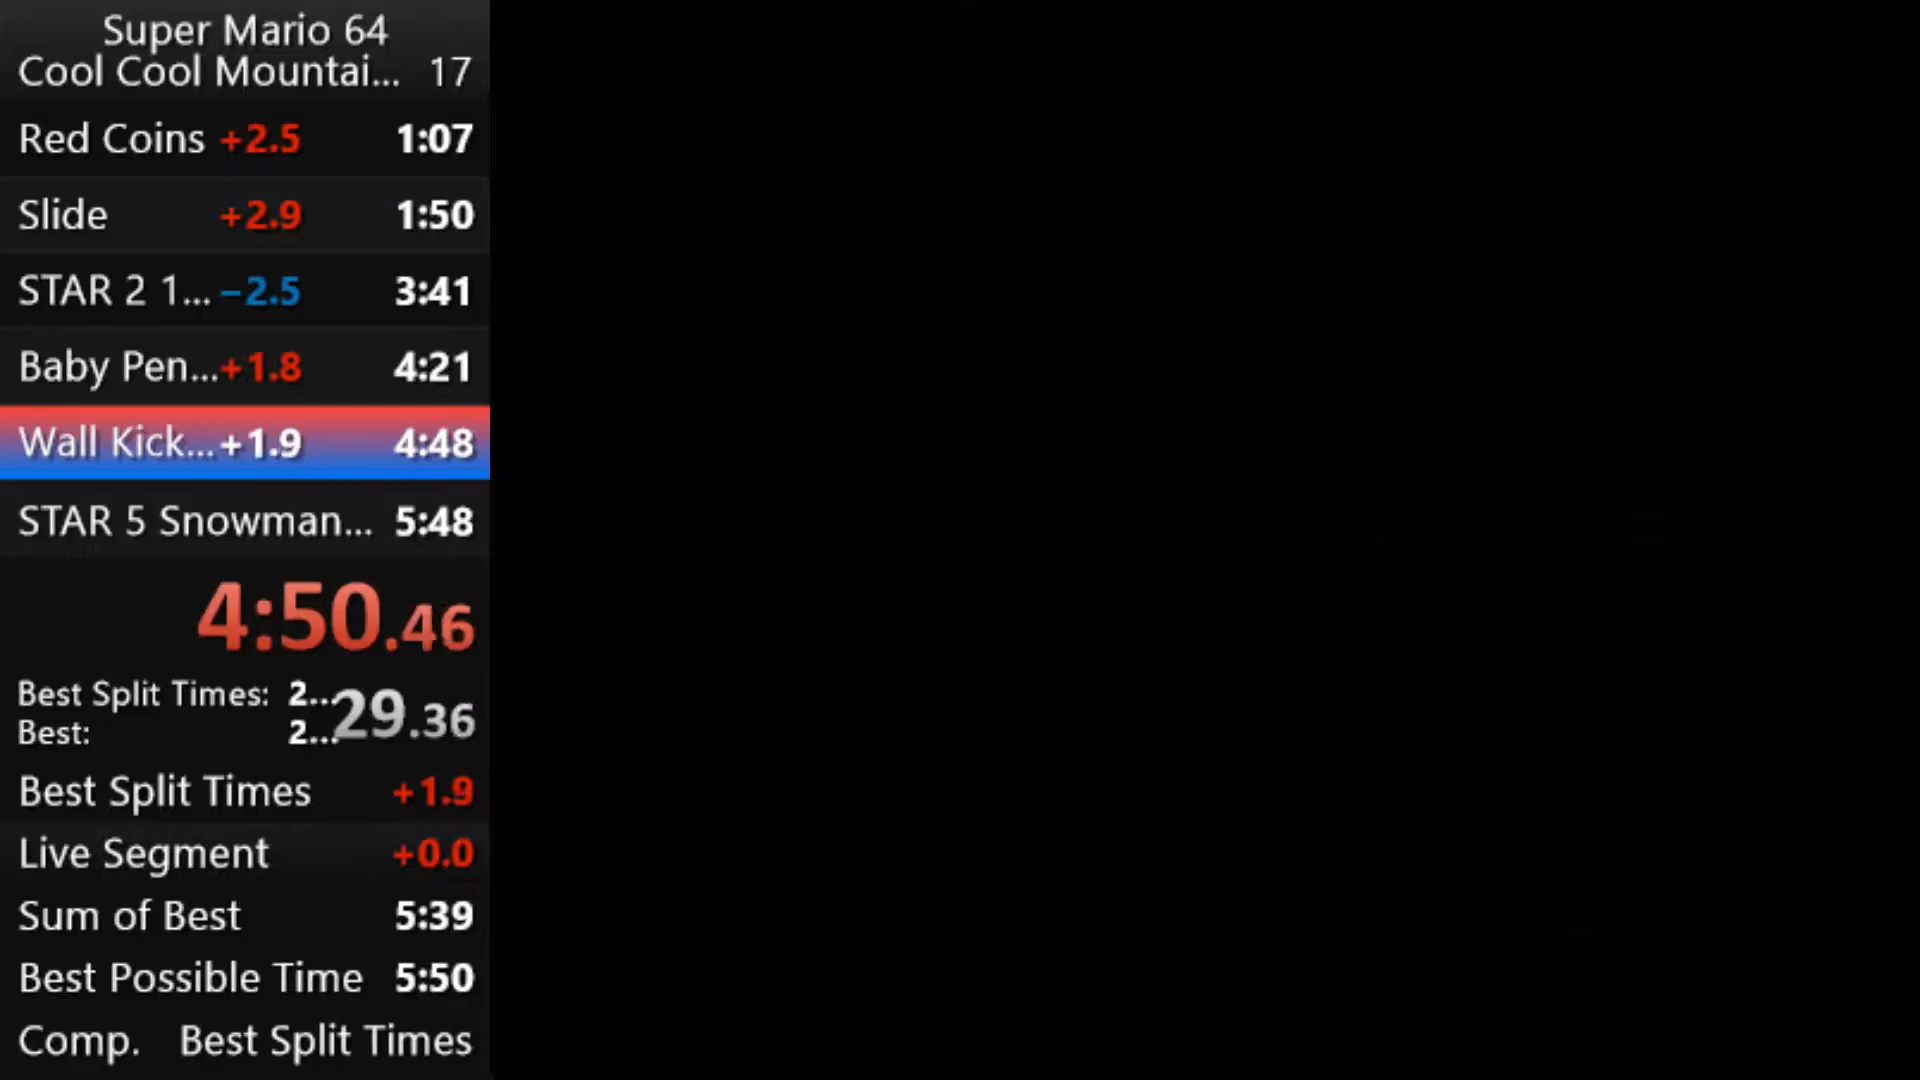 Super Mario 64
Cool Cool Mountai... 17
Red Coins +2.5 1:07
Slide +2.9 1:50
STAR 2 1... −2.5 3:41
Baby Pen... +1.8 4:21
Wall Kick... +1.9 4:48
STAR 5 Snowman... 5:48
4:50.46
Best Split Times: 2...
Best: 2...
29.36
Best Split Times +1.9
Live Segment +0.0
Sum of Best 5:39
Best Possible Time 5:50
Comp. Best Split Times